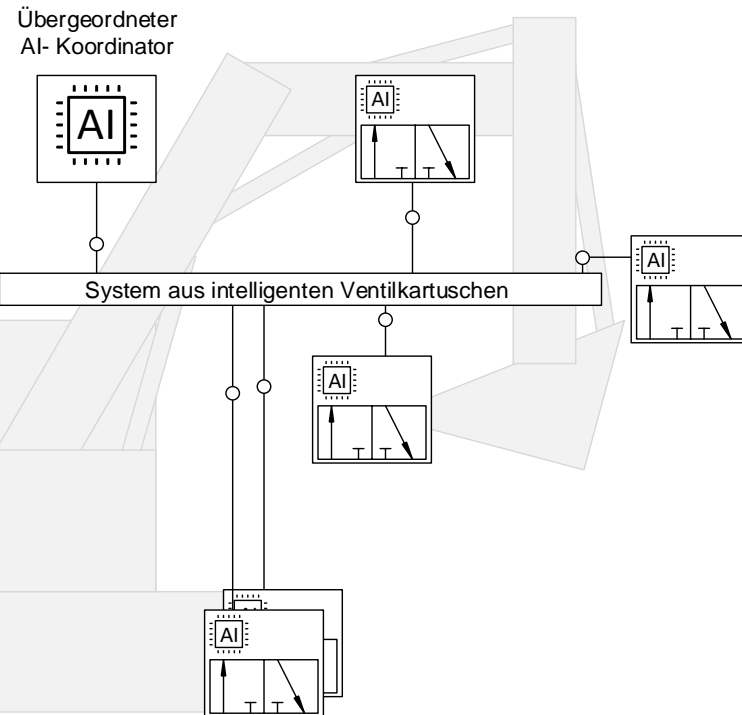 Übergeordneter
AI- Koordinator
AI
AI
AI
System aus intelligenten Ventilkartuschen
AI
AI